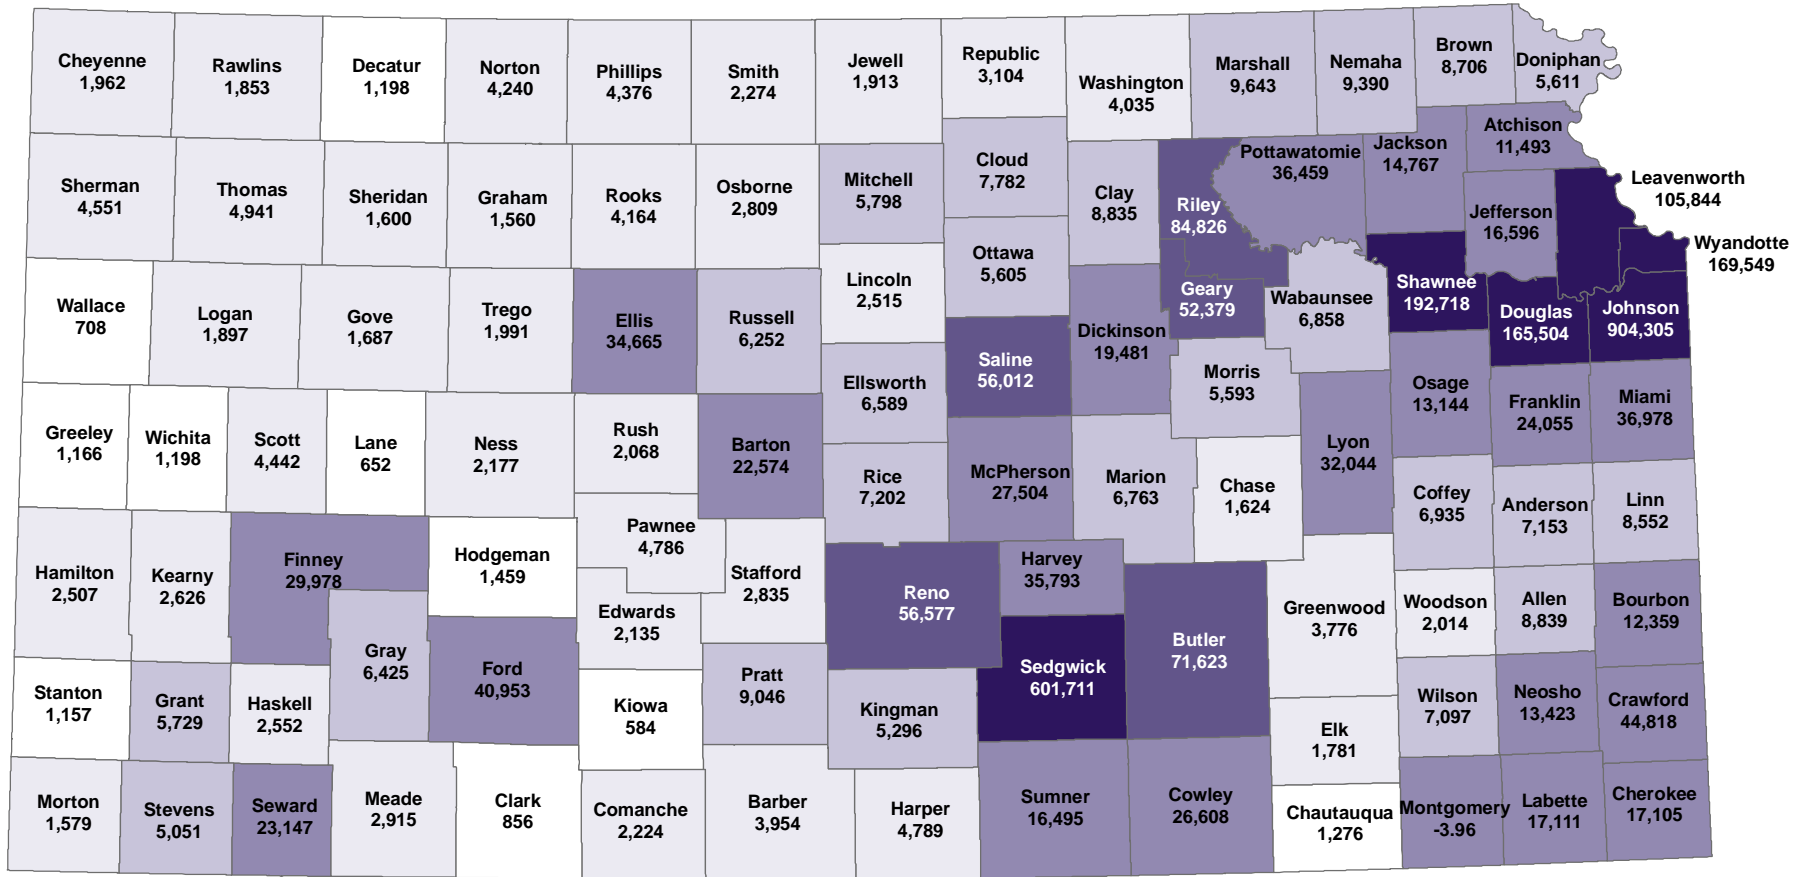 Cheyenne
1,962
Rawlins
1,853
Decatur
1,198
Norton
4,240
Phillips
4,376
Smith
2,274
Jewell
1,913
Republic
3,104
Washington
4,035
Marshall
9,643
Nemaha
9,390
Brown
8,706
Doniphan
5,611
Atchison
11,493
Jackson
14,767
Pottawatomie
36,459
Sherman
4,551
Thomas
4,941
Sheridan
1,600
Graham
1,560
Rooks
4,164
Osborne
2,809
Mitchell
5,798
Cloud
7,782
Clay
8,835
Riley
84,826
Jefferson
16,596
Leavenworth
105,844
Wyandotte
169,549
Wallace
708
Logan
1,897
Gove
1,687
Trego
1,991
Ellis
34,665
Russell
6,252
Lincoln
2,515
Ottawa
5,605
Dickinson
19,481
Geary
52,379
Wabaunsee
6,858
Shawnee
192,718
Douglas
165,504
Johnson
904,305
Saline
56,012
Ellsworth
6,589
Morris
5,593
Osage
13,144
Franklin
24,055
Miami
36,978
Greeley
1,166
Wichita
1,198
Scott
4,442
Lane
652
Ness
2,177
Rush
2,068
Barton
22,574
Rice
7,202
McPherson
27,504
Marion
6,763
Chase
1,624
Lyon
32,044
Coffey
6,935
Anderson
7,153
Linn
8,552
Hamilton
2,507
Kearny
2,626
Finney
29,978
Hodgeman
1,459
Pawnee
4,786
Stafford
2,835
Edwards
2,135
Reno
56,577
Harvey
35,793
Butler
71,623
Greenwood
3,776
Woodson
2,014
Allen
8,839
Bourbon
12,359
Gray
6,425
Ford
40,953
Stanton
1,157
Grant
5,729
Haskell
2,552
Kiowa
584
Pratt
9,046
Kingman
5,296
Sedgwick
601,711
Elk
1,781
Wilson
7,097
Neosho
13,423
Crawford
44,818
Morton
1,579
Stevens
5,051
Seward
23,147
Meade
2,915
Clark
856
Comanche
2,224
Barber
3,954
Harper
4,789
Sumner
16,495
Cowley
26,608
Chautauqua
1,276
Montgomery
-3.96
Labette
17,111
Cherokee
17,105